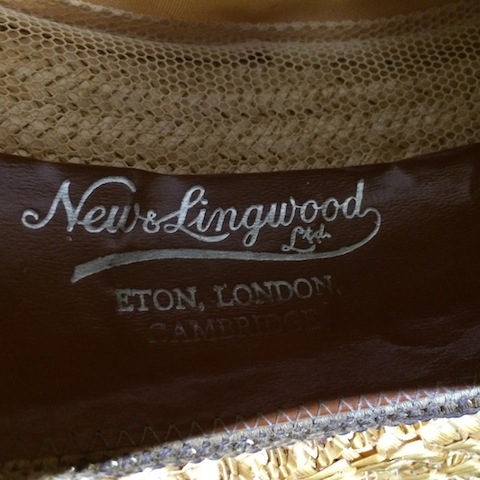 New & Lingwood
Ltd.
ETON, LONDON,
CAMBRIDGE